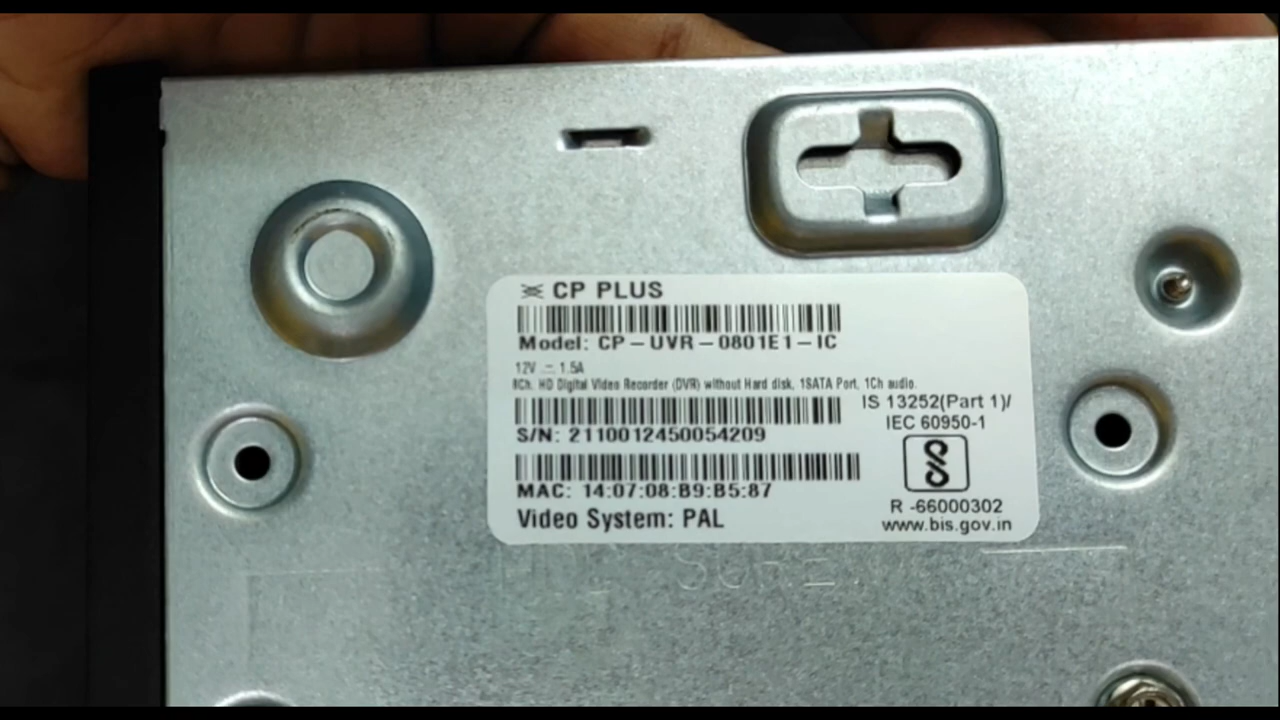 CP PLUS
Model: CP-UVR-0801E1-IC
12V ⎓ 1.5A
8Ch. HD Digital Video Recorder (DVR) without Hard disk, 1SATA Port, 1Ch audio.
IS 13252(Part 1)/
IEC 60950-1
S/N: 2110012450054209
MAC: 14:07:08:B9:B5:87
Video System: PAL
R -66000302
www.bis.gov.in